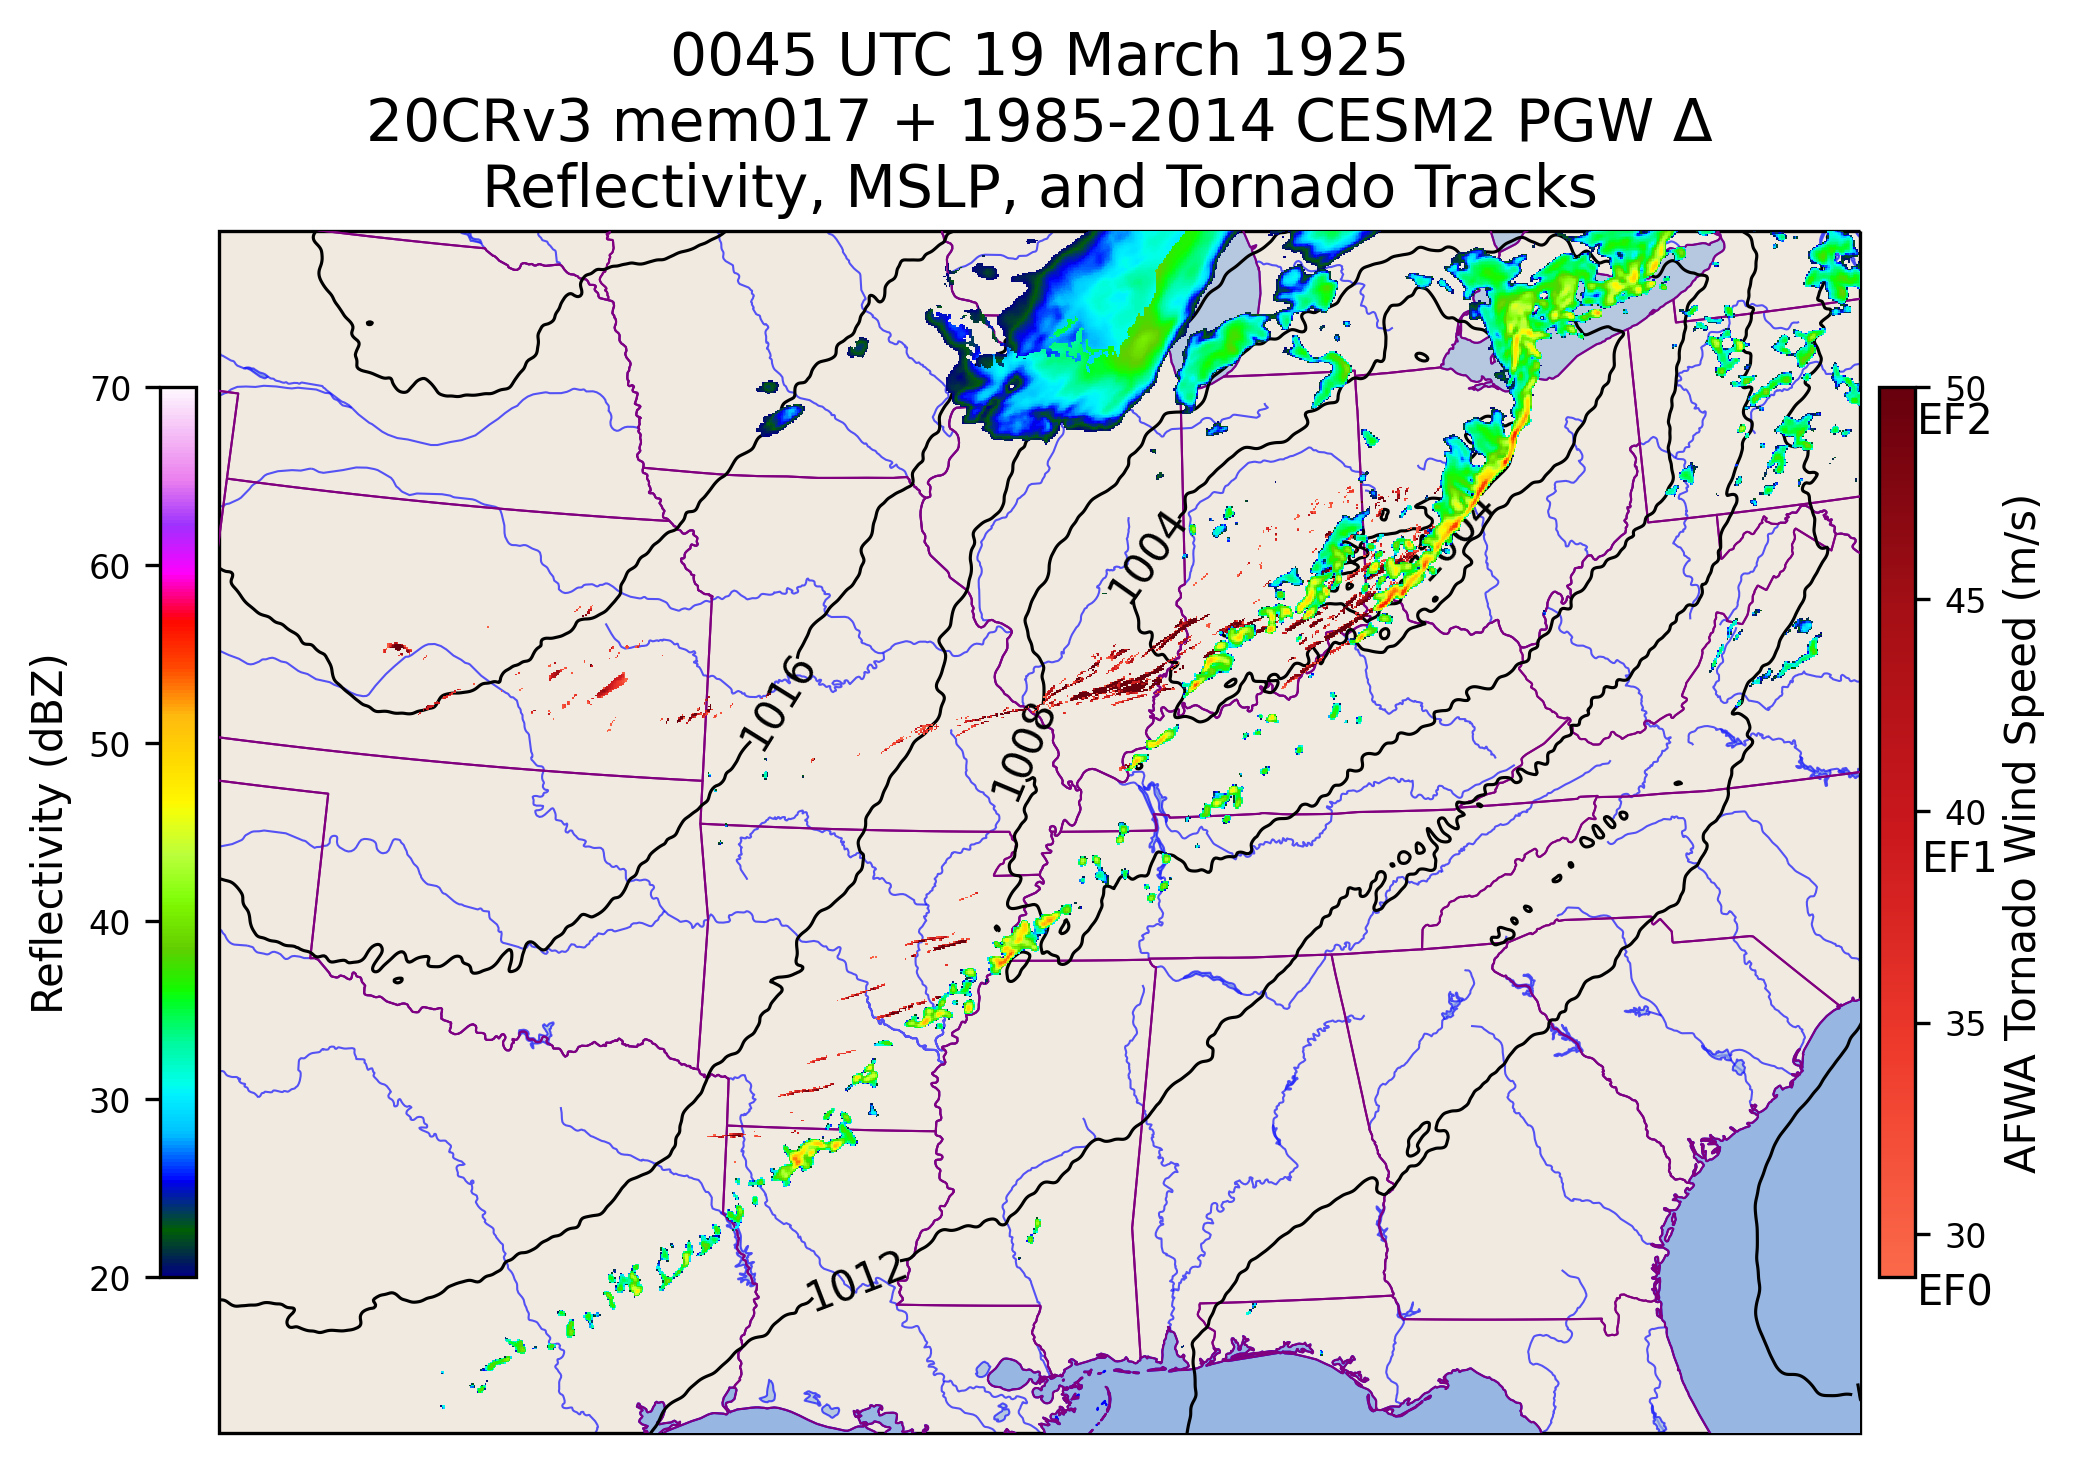 0045 UTC 19 March 1925
20CRv3 mem017 + 1985-2014 CESM2 PGW Δ
Reflectivity, MSLP, and Tornado Tracks
70
60
50
40
30
20
Reflectivity (dBZ)
1004
1004
1016
1008
1012
50
EF2
45
40
EF1
35
30
EF0
AFWA Tornado Wind Speed (m/s)